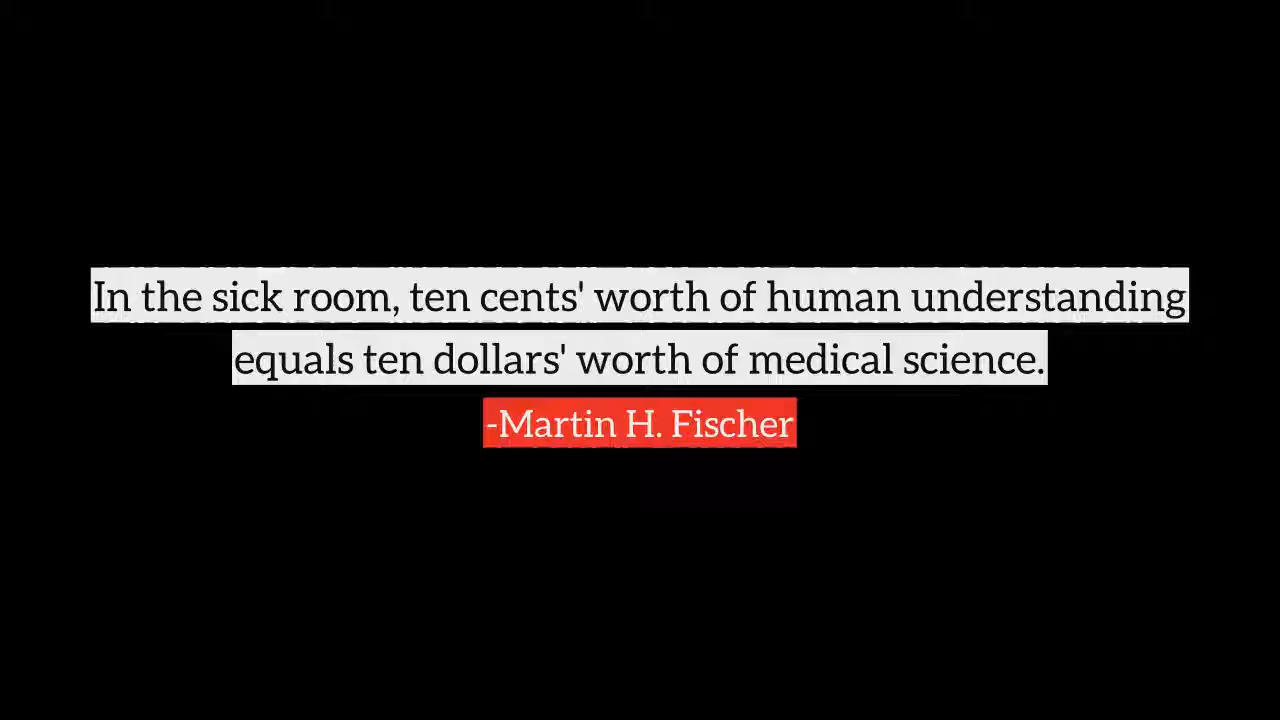 In the sick room, ten cents' worth of human understanding
equals ten dollars' worth of medical science.
-Martin H. Fischer